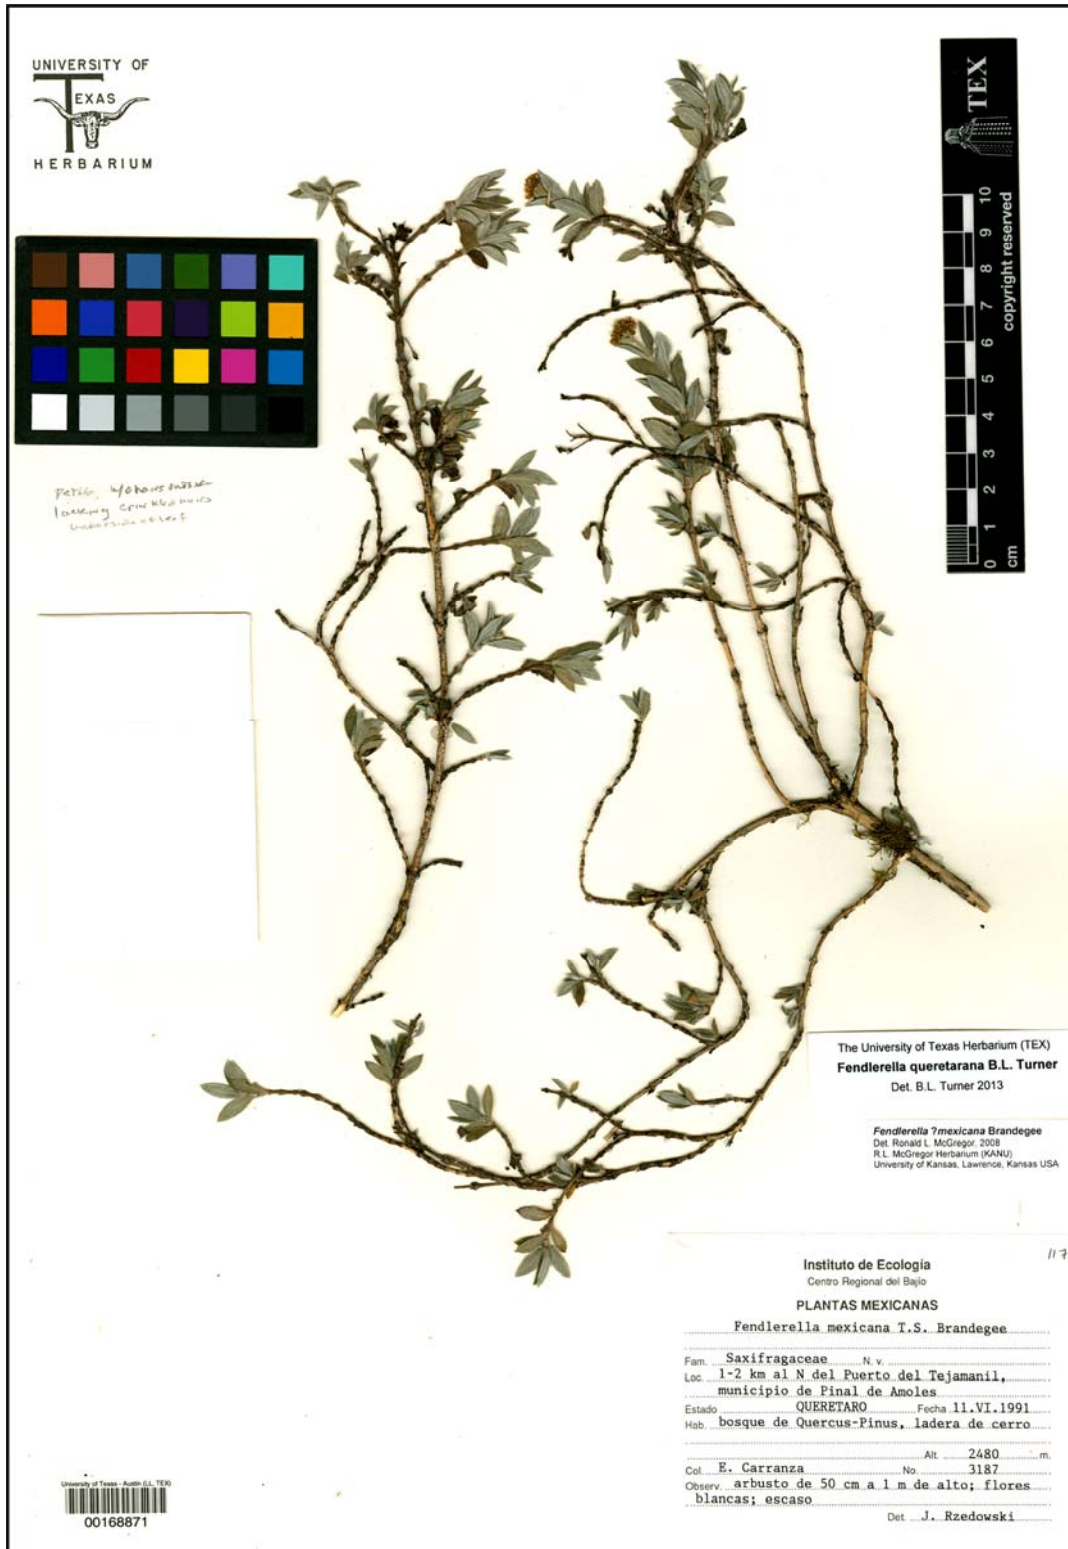 UNIVERSITY OF
TEXAS
HERBARIUM
TEX
copyright reserved
10
9
8
7
6
5
4
3
2
1
0
cm
The University of Texas Herbarium (TEX)
Fendlerella queretarana B.L. Turner
Det. B.L. Turner 2013
Fendlerella ?mexicana Brandegee
Det. Ronald L. McGregor, 2008
R.L. McGregor Herbarium (KANU)
University of Kansas, Lawrence, Kansas USA
117
Instituto de Ecología
Centro Regional del Bajío
PLANTAS MEXICANAS
Fendlerella mexicana T.S. Brandegee
Fam. Saxifragaceae N. v.
Loc. 1-2 km al N del Puerto del Tejamanil,
municipio de Pinal de Amoles
Estado QUERETARO Fecha 11.VI.1991
Hab. bosque de Quercus-Pinus, ladera de cerro
Alt. 2480 m.
Col. E. Carranza No. 3187
Observ. arbusto de 50 cm a 1 m de alto; flores
blancas; escaso
Det. J. Rzedowski
University of Texas - Austin (LL, TEX)
00168871